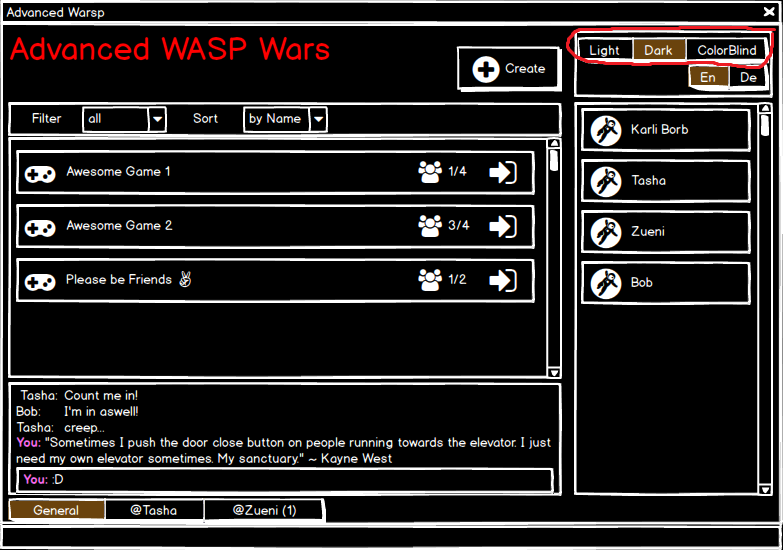 Advanced Warsp
Advanced WASP Wars
Create
Light Dark ColorBlind
En De
Filter all Sort by Name
Awesome Game 1 1/4
Awesome Game 2 3/4
Please be Friends ✌ 1/2
Karli Borb
Tasha
Zueni
Bob
Tasha: Count me in!
Bob: I'm in aswell!
Tasha: creep...
You: "Sometimes I push the door close button on people running towards the elevator. I just
need my own elevator sometimes. My sanctuary." ~ Kayne West
You: :D
General @Tasha @Zueni (1)